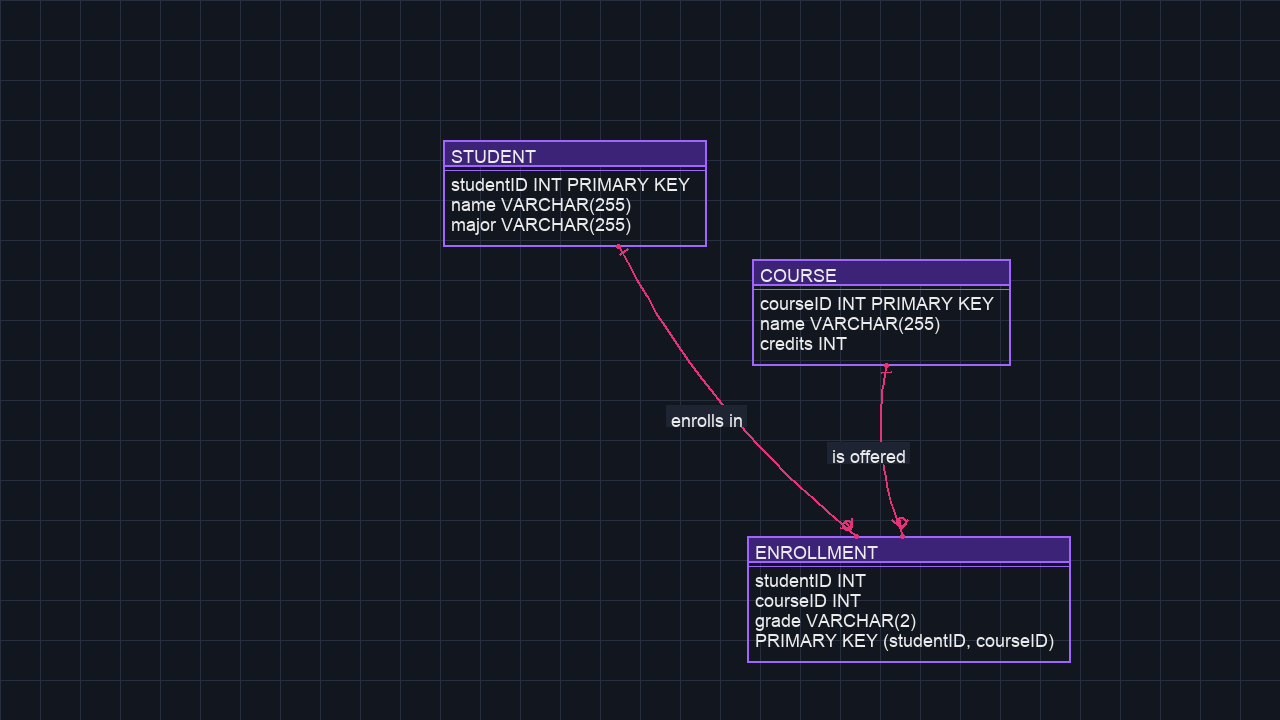 STUDENT
studentID INT PRIMARY KEY
name VARCHAR(255)
major VARCHAR(255)
COURSE
courseID INT PRIMARY KEY
name VARCHAR(255)
credits INT
enrolls in
is offered
ENROLLMENT
studentID INT
courseID INT
grade VARCHAR(2)
PRIMARY KEY (studentID, courseID)